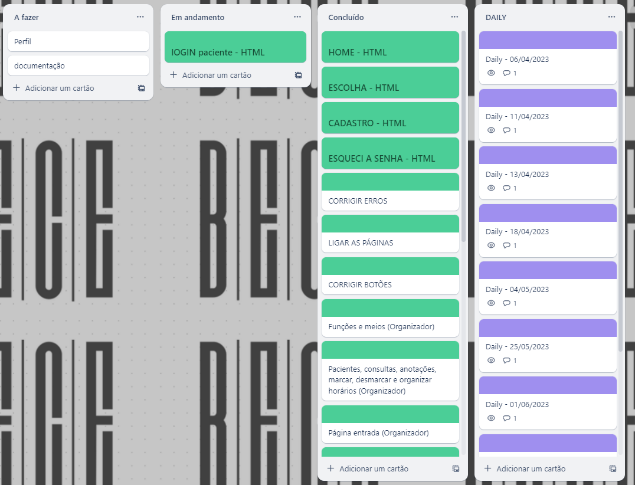 A fazer
Perfil
documentação
Adicionar um cartão
Em andamento
lOGIN paciente - HTML
Adicionar um cartão
Concluído
HOME - HTML
ESCOLHA - HTML
CADASTRO - HTML
ESQUECI A SENHA - HTML
CORRIGIR ERROS
LIGAR AS PÁGINAS
CORRIGIR BOTÕES
Funções e meios (Organizador)
Pacientes, consultas, anotações,
marcar, desmarcar e organizar
horários (Organizador)
Página entrada (Organizador)
Adicionar um cartão
DAILY
Daily - 06/04/2023
1
Daily - 11/04/2023
1
Daily - 13/04/2023
1
Daily - 18/04/2023
1
Daily - 04/05/2023
1
Daily - 25/05/2023
1
Daily - 01/06/2023
1
Adicionar um cartão